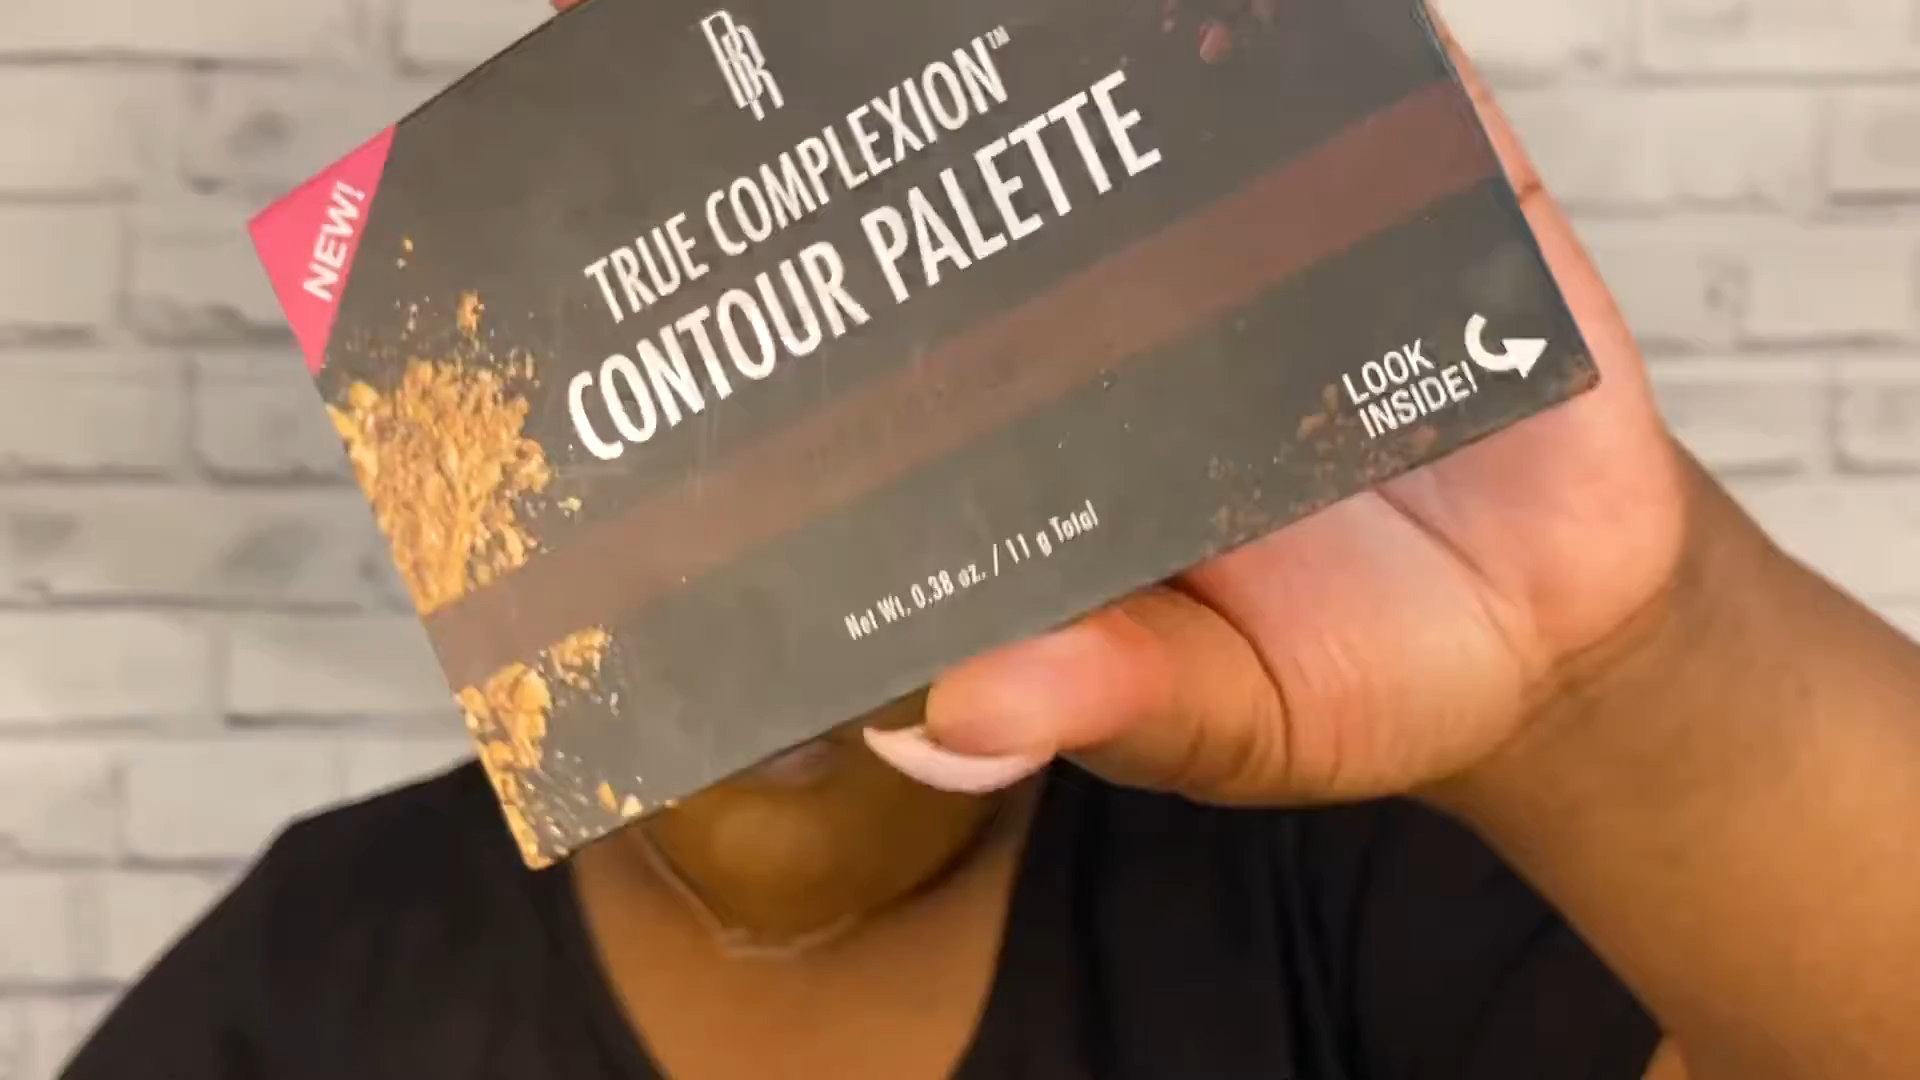 NEW!
BR
TRUE COMPLEXION™
CONTOUR PALETTE
LOOK
INSIDE!
Net Wt. 0.38 oz. / 11 g Total